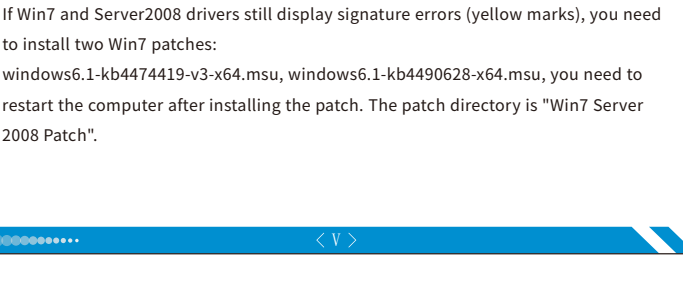 If Win7 and Server2008 drivers still display signature errors (yellow marks), you need
to install two Win7 patches:
windows6.1-kb4474419-v3-x64.msu, windows6.1-kb4490628-x64.msu, you need to
restart the computer after installing the patch. The patch directory is "Win7 Server
2008 Patch".
< V >